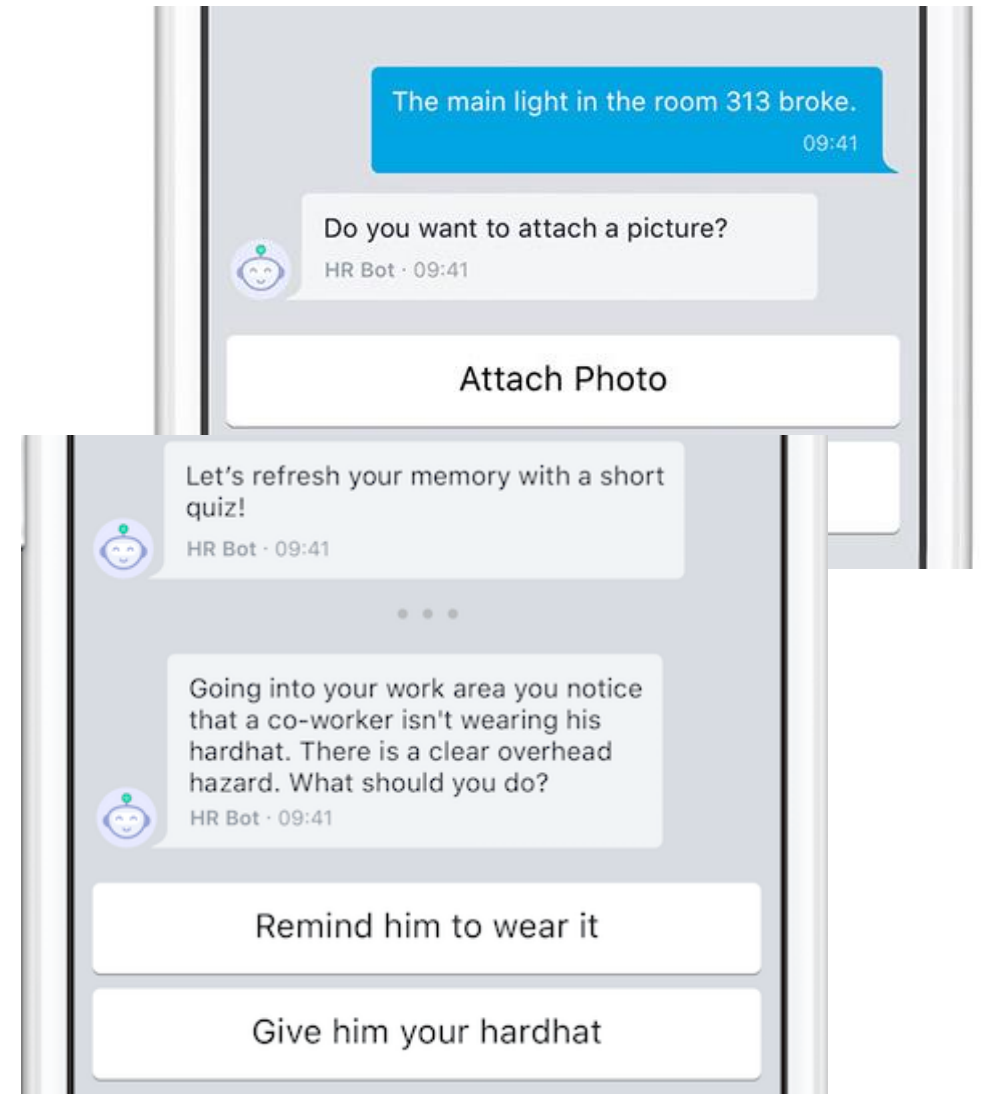 The main light in the room 313 broke.
09:41
Do you want to attach a picture?
HR Bot · 09:41
Attach Photo
Let’s refresh your memory with a short
quiz!
HR Bot · 09:41
Going into your work area you notice
that a co-worker isn't wearing his
hardhat. There is a clear overhead
hazard. What should you do?
HR Bot · 09:41
Remind him to wear it
Give him your hardhat